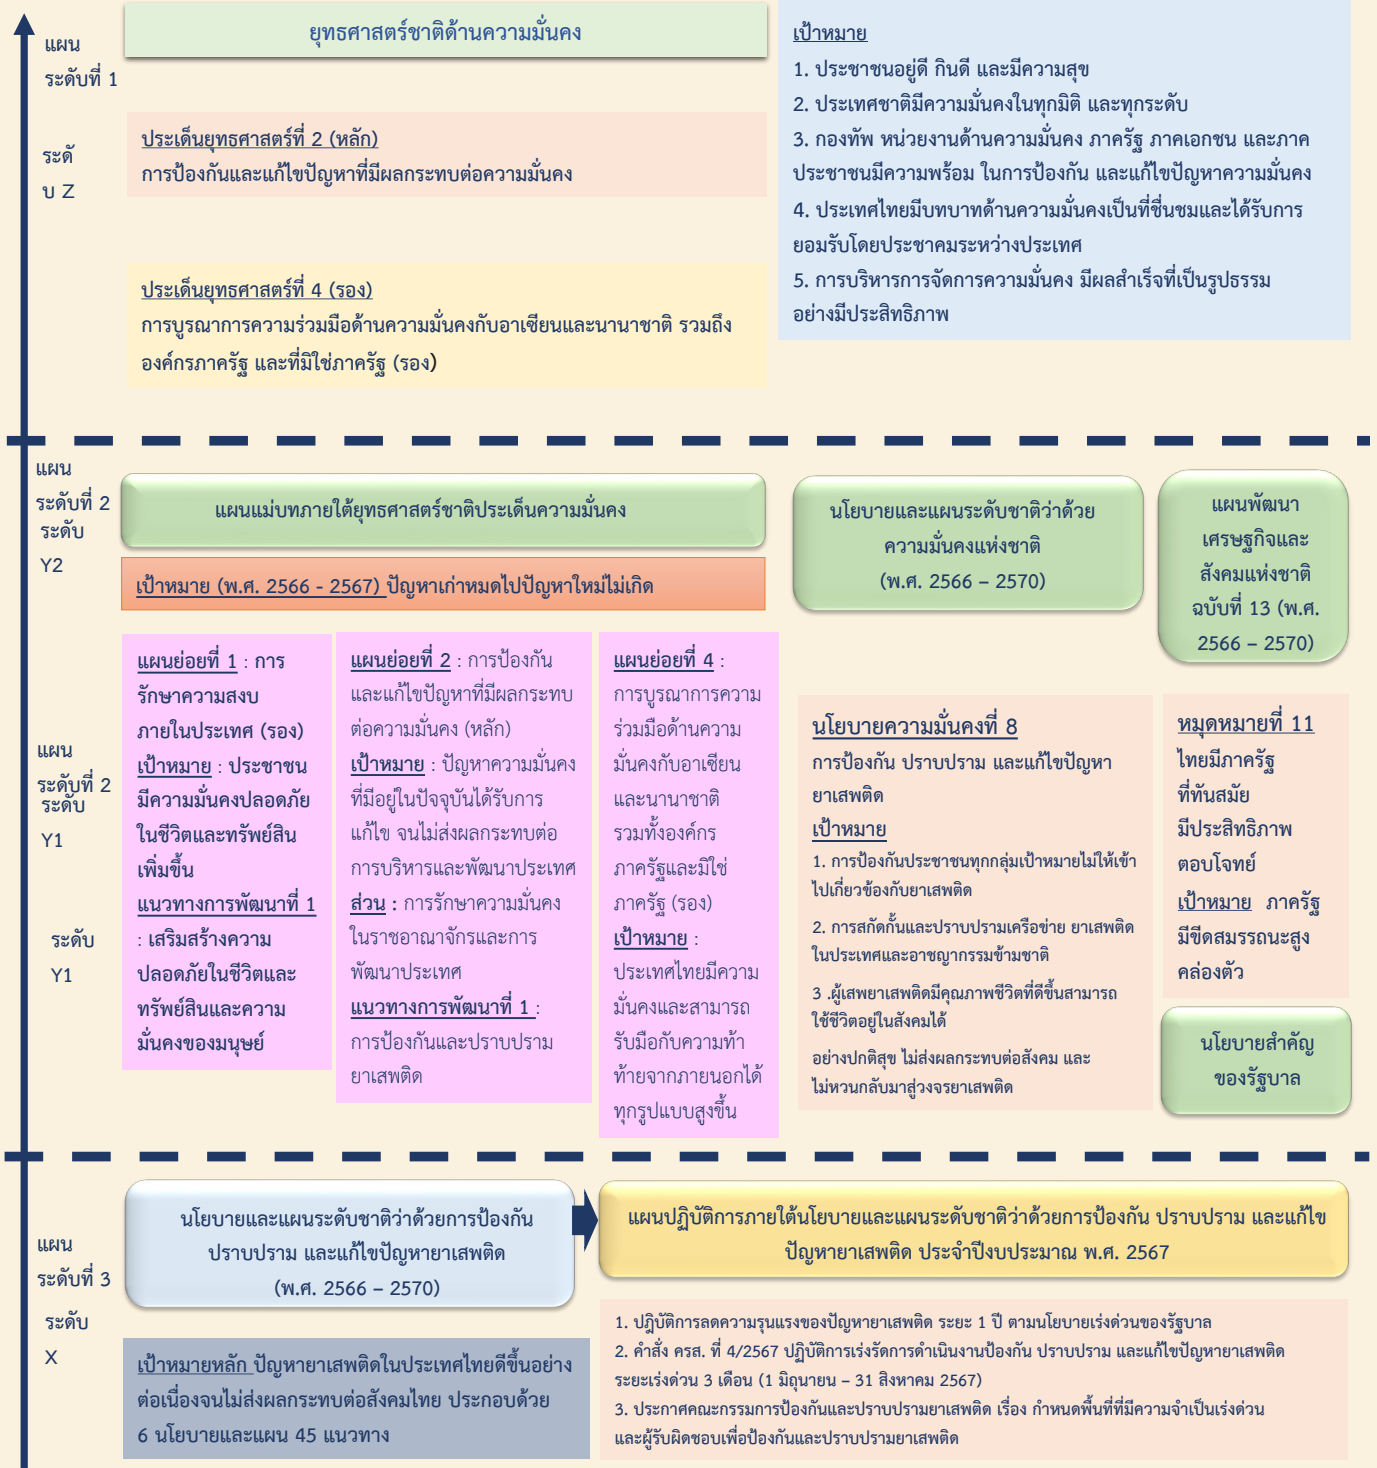 แผน
ระดับที่ 1
ยุทธศาสตร์ชาติด้านความมั่นคง
เป้าหมาย
1. ประชาชนอยู่ดี กินดี และมีความสุข
2. ประเทศชาติมีความมั่นคงในทุกมิติ และทุกระดับ
3. กองทัพ หน่วยงานด้านความมั่นคง ภาครัฐ ภาคเอกชน และภาค
ประชาชนมีความพร้อม ในการป้องกัน และแก้ไขปัญหาความมั่นคง
4. ประเทศไทยมีบทบาทด้านความมั่นคงเป็นที่ชื่นชมและได้รับการ
ยอมรับโดยประชาคมระหว่างประเทศ
5. การบริหารการจัดการความมั่นคง มีผลสำเร็จที่เป็นรูปธรรม
อย่างมีประสิทธิภาพ
ระดั
บ Z
ประเด็นยุทธศาสตร์ที่ 2 (หลัก)
การป้องกันและแก้ไขปัญหาที่มีผลกระทบต่อความมั่นคง
ประเด็นยุทธศาสตร์ที่ 4 (รอง)
การบูรณาการความร่วมมือด้านความมั่นคงกับอาเซียนและนานาชาติ รวมถึง
องค์กรภาครัฐ และที่มิใช่ภาครัฐ (รอง)
แผน
ระดับที่ 2
ระดับ
Y2
แผนแม่บทภายใต้ยุทธศาสตร์ชาติประเด็นความมั่นคง
เป้าหมาย (พ.ศ. 2566 - 2567) ปัญหาเก่าหมดไปปัญหาใหม่ไม่เกิด
นโยบายและแผนระดับชาติว่าด้วย
ความมั่นคงแห่งชาติ
(พ.ศ. 2566 – 2570)
แผนพัฒนา
เศรษฐกิจและ
สังคมแห่งชาติ
ฉบับที่ 13 (พ.ศ.
2566 – 2570)
แผน
ระดับที่ 2
ระดับ
Y1
ระดับ
Y1
แผนย่อยที่ 1 : การ
รักษาความสงบ
ภายในประเทศ (รอง)
เป้าหมาย : ประชาชน
มีความมั่นคงปลอดภัย
ในชีวิตและทรัพย์สิน
เพิ่มขึ้น
แนวทางการพัฒนาที่ 1
: เสริมสร้างความ
ปลอดภัยในชีวิตและ
ทรัพย์สินและความ
มั่นคงของมนุษย์
แผนย่อยที่ 2 : การป้องกัน
และแก้ไขปัญหาที่มีผลกระทบ
ต่อความมั่นคง (หลัก)
เป้าหมาย : ปัญหาความมั่นคง
ที่มีอยู่ในปัจจุบันได้รับการ
แก้ไข จนไม่ส่งผลกระทบต่อ
การบริหารและพัฒนาประเทศ
ส่วน : การรักษาความมั่นคง
ในราชอาณาจักรและการ
พัฒนาประเทศ
แนวทางการพัฒนาที่ 1 :
การป้องกันและปราบปราม
ยาเสพติด
แผนย่อยที่ 4 :
การบูรณาการความ
ร่วมมือด้านความ
มั่นคงกับอาเซียน
และนานาชาติ
รวมทั้งองค์กร
ภาครัฐและมิใช่
ภาครัฐ (รอง)
เป้าหมาย :
ประเทศไทยมีความ
มั่นคงและสามารถ
รับมือกับความท้า
ท้ายจากภายนอกได้
ทุกรูปแบบสูงขึ้น
นโยบายความมั่นคงที่ 8
การป้องกัน ปราบปราม และแก้ไขปัญหา
ยาเสพติด
เป้าหมาย
1. การป้องกันประชาชนทุกกลุ่มเป้าหมายไม่ให้เข้า
ไปเกี่ยวข้องกับยาเสพติด
2. การสกัดกั้นและปราบปรามเครือข่าย ยาเสพติด
ในประเทศและอาชญากรรมข้ามชาติ
3 .ผู้เสพยาเสพติดมีคุณภาพชีวิตที่ดีขึ้นสามารถ
ใช้ชีวิตอยู่ในสังคมได้
อย่างปกติสุข ไม่ส่งผลกระทบต่อสังคม และ
ไม่หวนกลับมาสู่วงจรยาเสพติด
หมุดหมายที่ 11
ไทยมีภาครัฐ
ที่ทันสมัย
มีประสิทธิภาพ
ตอบโจทย์
เป้าหมาย ภาครัฐ
มีขีดสมรรถนะสูง
คล่องตัว
นโยบายสำคัญ
ของรัฐบาล
แผน
ระดับที่ 3
ระดับ
X
นโยบายและแผนระดับชาติว่าด้วยการป้องกัน
ปราบปราม และแก้ไขปัญหายาเสพติด
(พ.ศ. 2566 – 2570)
แผนปฏิบัติการภายใต้นโยบายและแผนระดับชาติว่าด้วยการป้องกัน ปราบปราม และแก้ไข
ปัญหายาเสพติด ประจำปีงบประมาณ พ.ศ. 2567
เป้าหมายหลัก ปัญหายาเสพติดในประเทศไทยดีขึ้นอย่าง
ต่อเนื่องจนไม่ส่งผลกระทบต่อสังคมไทย ประกอบด้วย
6 นโยบายและแผน 45 แนวทาง
1. ปฎิบัติการลดความรุนแรงของปัญหายาเสพติด ระยะ 1 ปี ตามนโยบายเร่งด่วนของรัฐบาล
2. คำสั่ง ครส. ที่ 4/2567 ปฏิบัติการเร่งรัดการดำเนินงานป้องกัน ปราบปราม และแก้ไขปัญหายาเสพติด
ระยะเร่งด่วน 3 เดือน (1 มิถุนายน – 31 สิงหาคม 2567)
3. ประกาศคณะกรรมการป้องกันและปราบปรามยาเสพติด เรื่อง กำหนดพื้นที่ที่มีความจำเป็นเร่งด่วน
และผู้รับผิดชอบเพื่อป้องกันและปราบปรามยาเสพติด